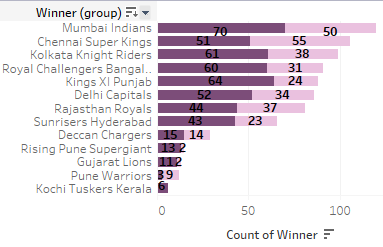 Winner (group)
Mumbai Indians 70 50
Chennai Super Kings 51 55
Kolkata Knight Riders 61 38
Royal Challengers Bangal.. 60 31
Kings XI Punjab 64 24
Delhi Capitals 52 34
Rajasthan Royals 44 37
Sunrisers Hyderabad 43 23
Deccan Chargers 15 14
Rising Pune Supergiant 13 2
Gujarat Lions 11 2
Pune Warriors 3 9
Kochi Tuskers Kerala 6
0 50 100
Count of Winner